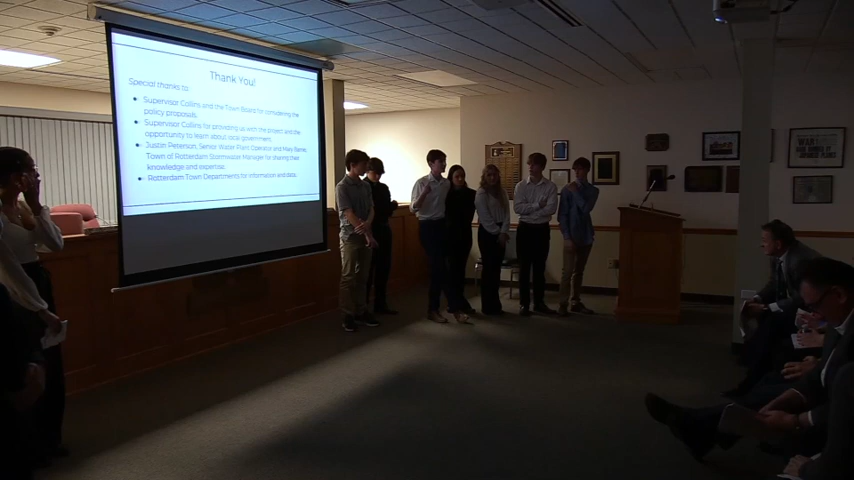 Thank You!
Special thanks to:
• Supervisor Collins and the Town Board for considering the
policy proposals.
• Supervisor Collins for providing us with the project and the
opportunity to learn about local government.
• Justin Peterson, Senior Water Plant Operator and Mary Barrie,
Town of Rotterdam Stormwater Manager for sharing their
knowledge and expertise.
• Rotterdam Town Departments for information and data.